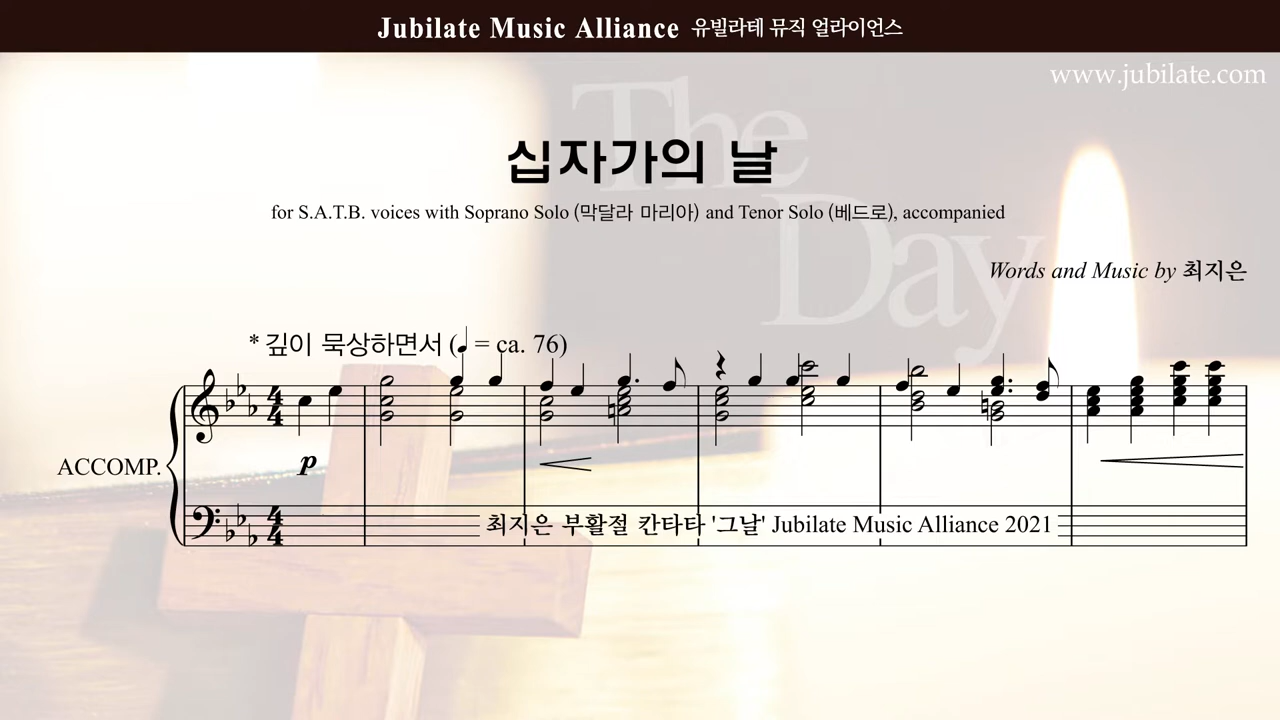 Jubilate Music Alliance 유빌라테 뮤직 얼라이언스
www.jubilate.com
The
Day
십자가의 날
for S.A.T.B. voices with Soprano Solo (막달라 마리아) and Tenor Solo (베드로), accompanied
Words and Music by 최지은
* 깊이 묵상하면서 (♩ = ca. 76)
ACCOMP.
p
최지은 부활절 칸타타 '그날' Jubilate Music Alliance 2021